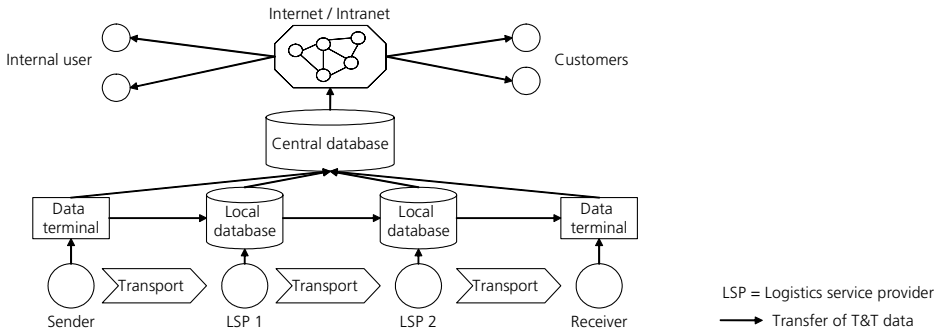 Internet / Intranet
Internal user
Customers
Central database
Data
terminal
Local
database
Local
database
Data
terminal
Transport
Transport
Transport
Sender
LSP 1
LSP 2
Receiver
LSP = Logistics service provider
Transfer of T&T data